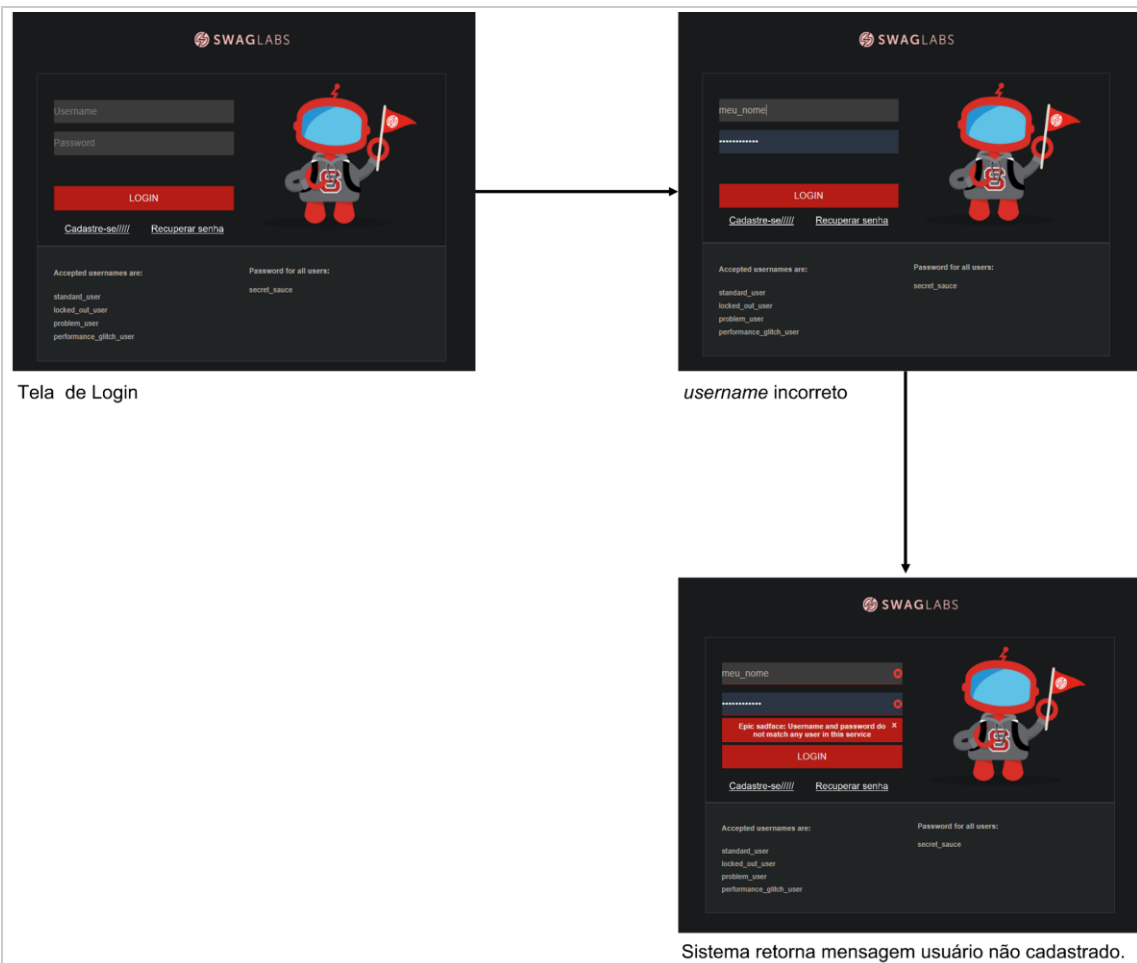 SWAGLABS
Username
Password
LOGIN
Cadastre-se///// Recuperar senha
Accepted usernames are:
standard_user
locked_out_user
problem_user
performance_glitch_user
Password for all users:
secret_sauce
Tela de Login
SWAGLABS
meu_nome
••••••••••••
LOGIN
Cadastre-se///// Recuperar senha
Accepted usernames are:
standard_user
locked_out_user
problem_user
performance_glitch_user
Password for all users:
secret_sauce
username incorreto
SWAGLABS
meu_nome
••••••••••••
Epic sadface: Username and password do
not match any user in this service
LOGIN
Cadastre-se///// Recuperar senha
Accepted usernames are:
standard_user
locked_out_user
problem_user
performance_glitch_user
Password for all users:
secret_sauce
Sistema retorna mensagem usuário não cadastrado.